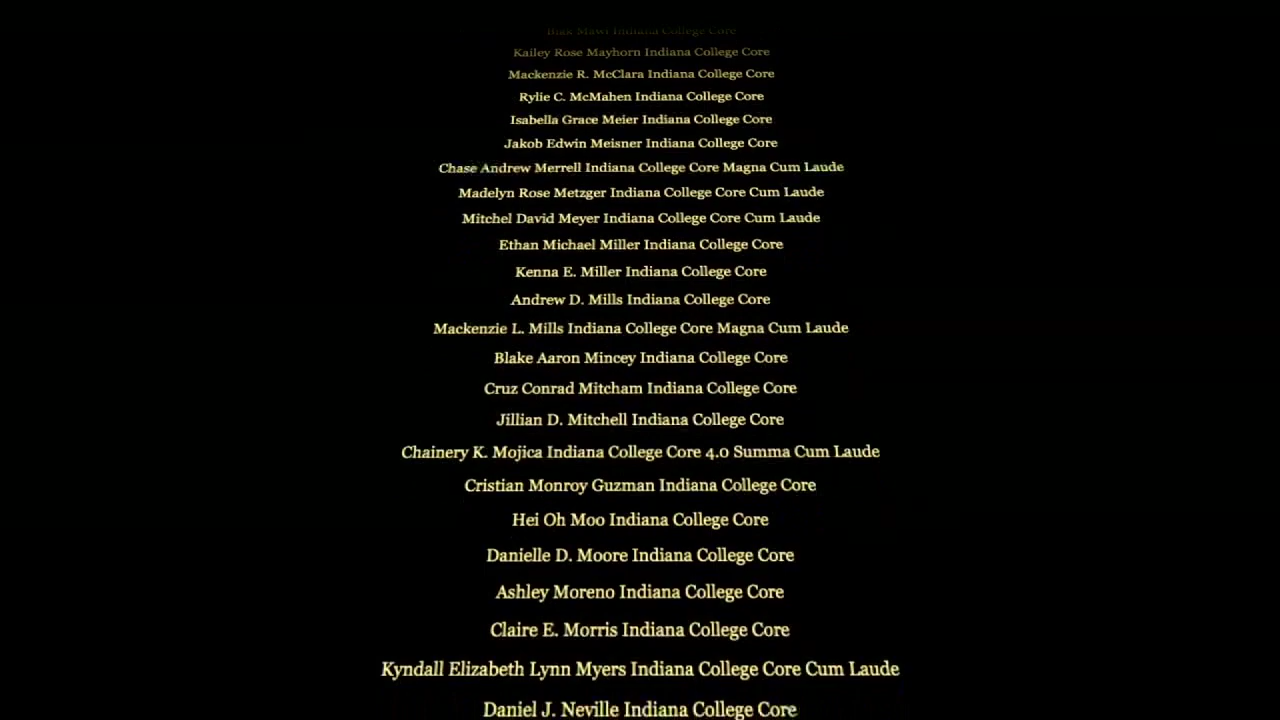 Blak Mawi Indiana College Core
Kailey Rose Mayhorn Indiana College Core
Mackenzie R. McClara Indiana College Core
Rylie C. McMahen Indiana College Core
Isabella Grace Meier Indiana College Core
Jakob Edwin Meisner Indiana College Core
Chase Andrew Merrell Indiana College Core Magna Cum Laude
Madelyn Rose Metzger Indiana College Core Cum Laude
Mitchel David Meyer Indiana College Core Cum Laude
Ethan Michael Miller Indiana College Core
Kenna E. Miller Indiana College Core
Andrew D. Mills Indiana College Core
Mackenzie L. Mills Indiana College Core Magna Cum Laude
Blake Aaron Mincey Indiana College Core
Cruz Conrad Mitcham Indiana College Core
Jillian D. Mitchell Indiana College Core
Chainery K. Mojica Indiana College Core 4.0 Summa Cum Laude
Cristian Monroy Guzman Indiana College Core
Hei Oh Moo Indiana College Core
Danielle D. Moore Indiana College Core
Ashley Moreno Indiana College Core
Claire E. Morris Indiana College Core
Kyndall Elizabeth Lynn Myers Indiana College Core Cum Laude
Daniel J. Neville Indiana College Core